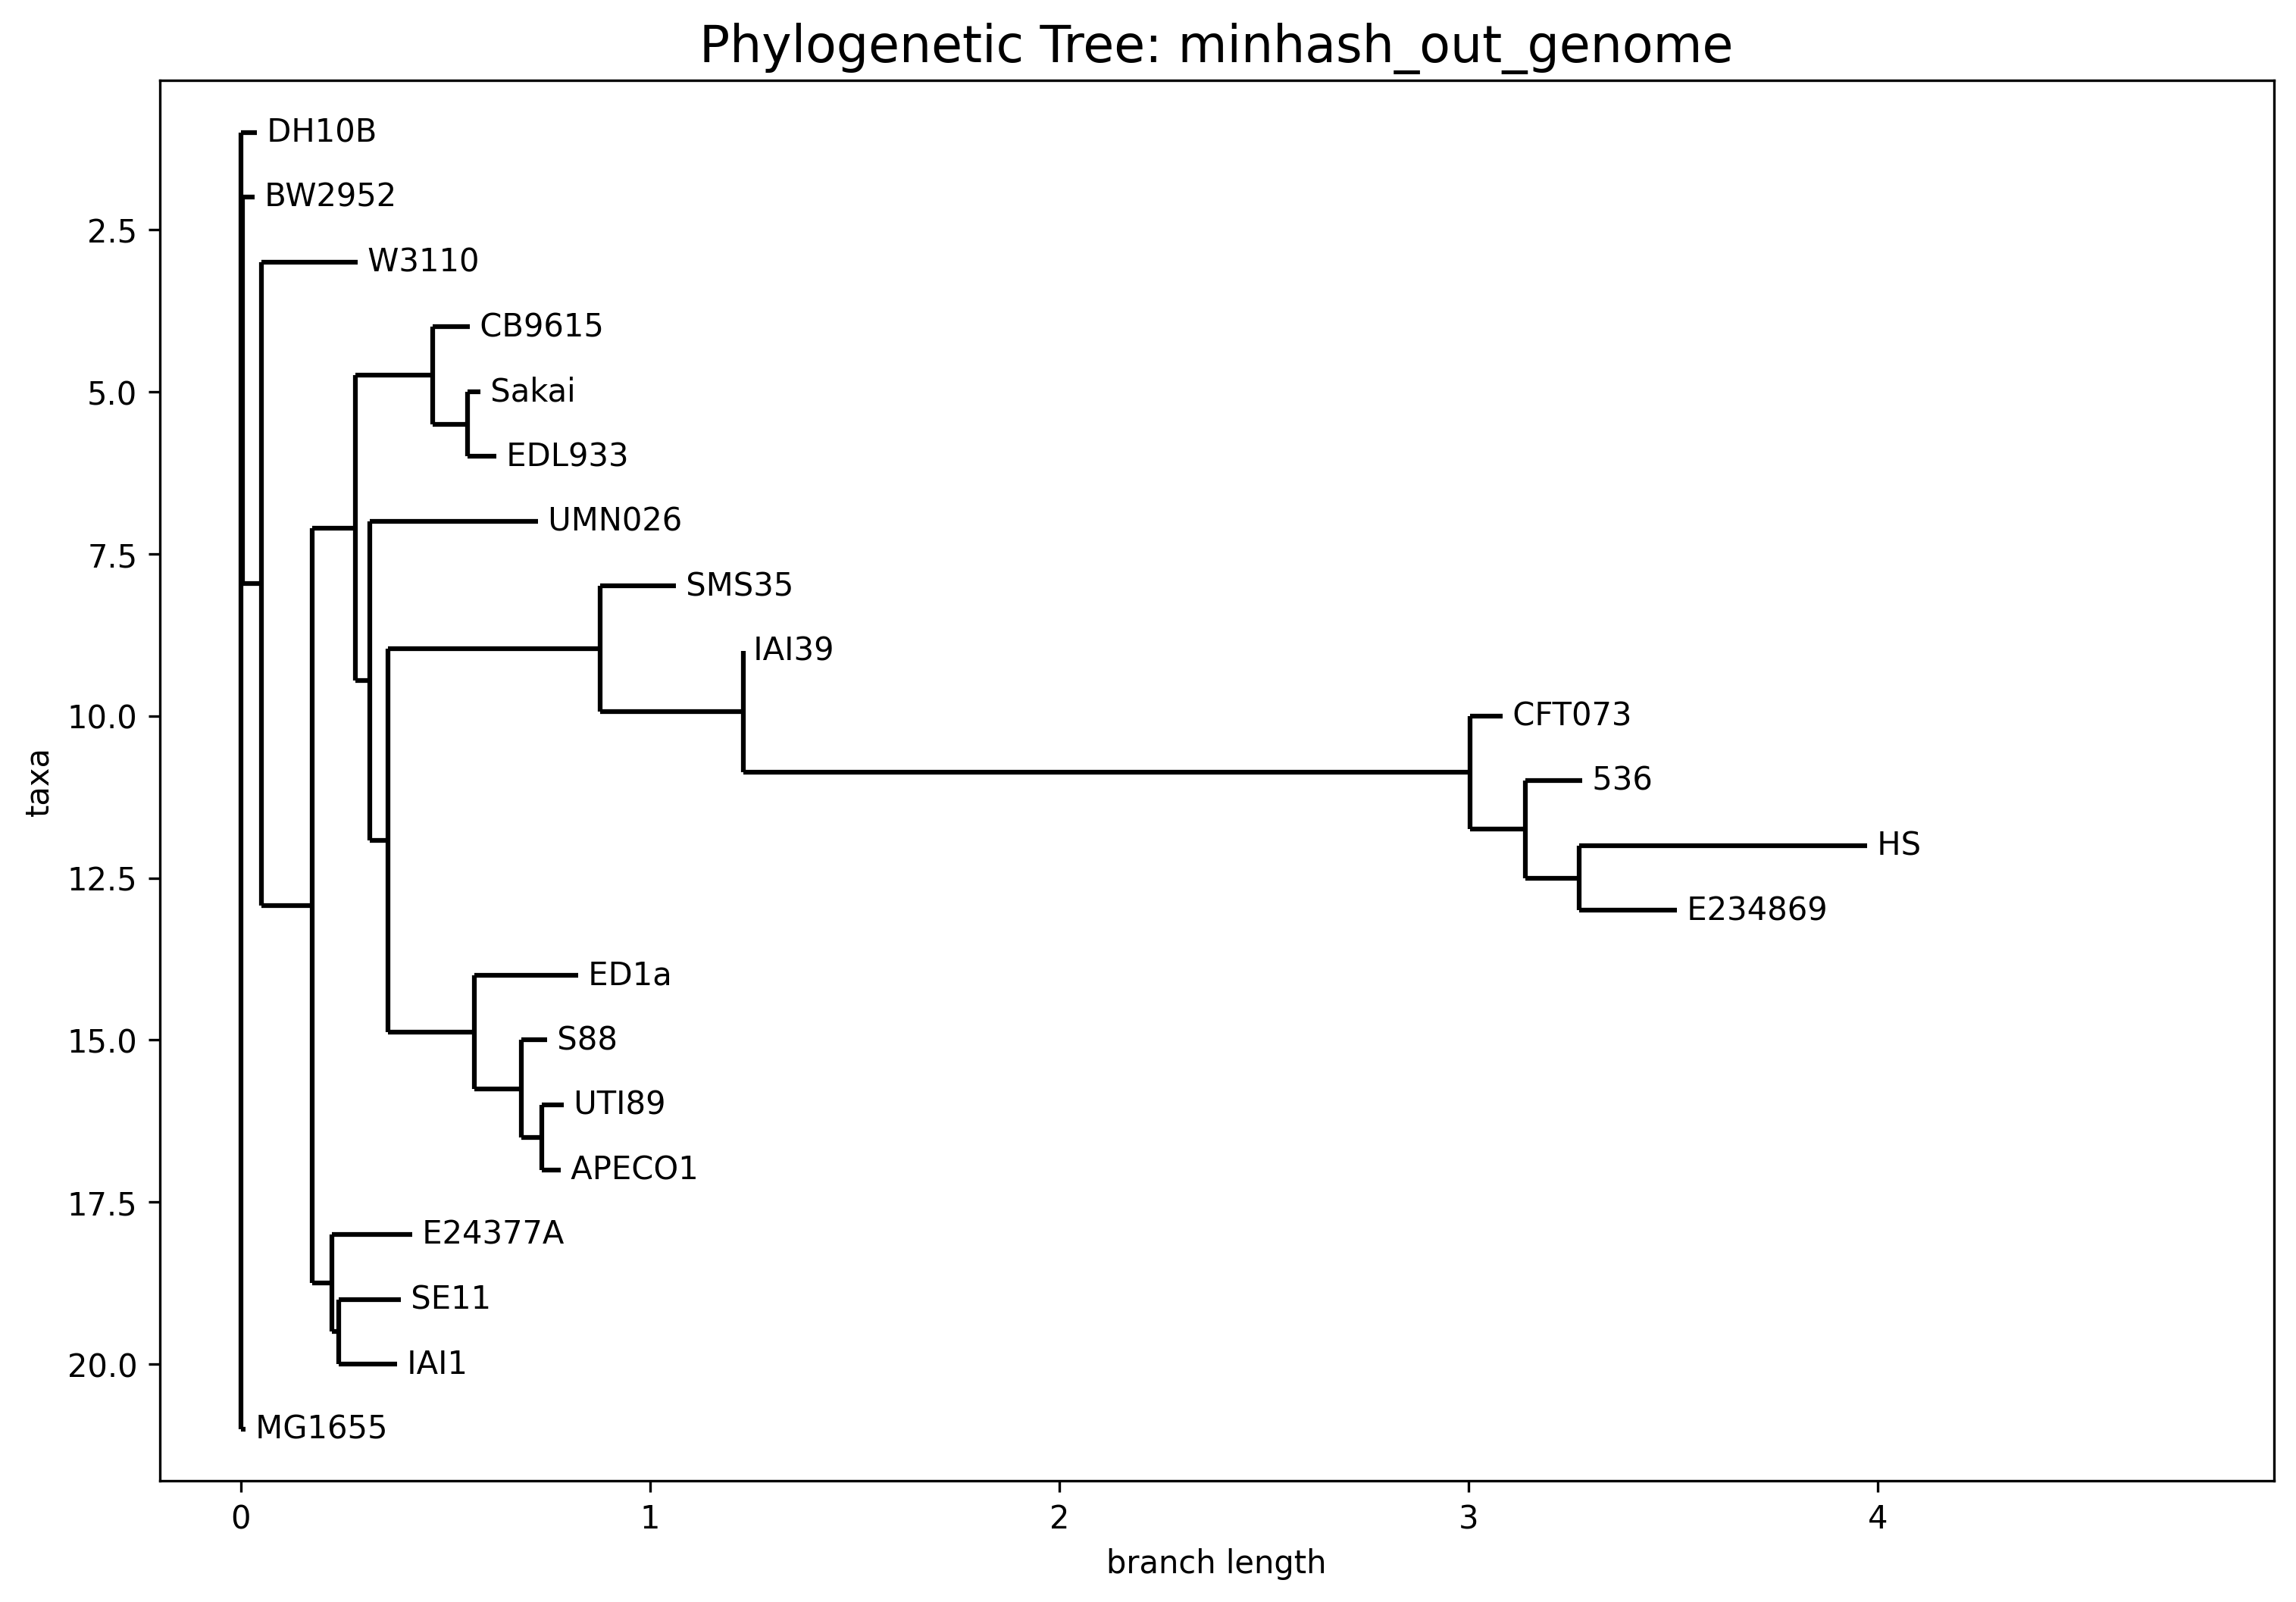 Phylogenetic Tree: minhash_out_genome
DH10B
BW2952
2.5
W3110
CB9615
5.0
Sakai
EDL933
UMN026
7.5
SMS35
IAI39
10.0
CFT073
taxa
536
HS
12.5
E234869
ED1a
15.0
S88
UTI89
APECO1
17.5
E24377A
SE11
20.0
IAI1
MG1655
0 1 2 3 4
branch length